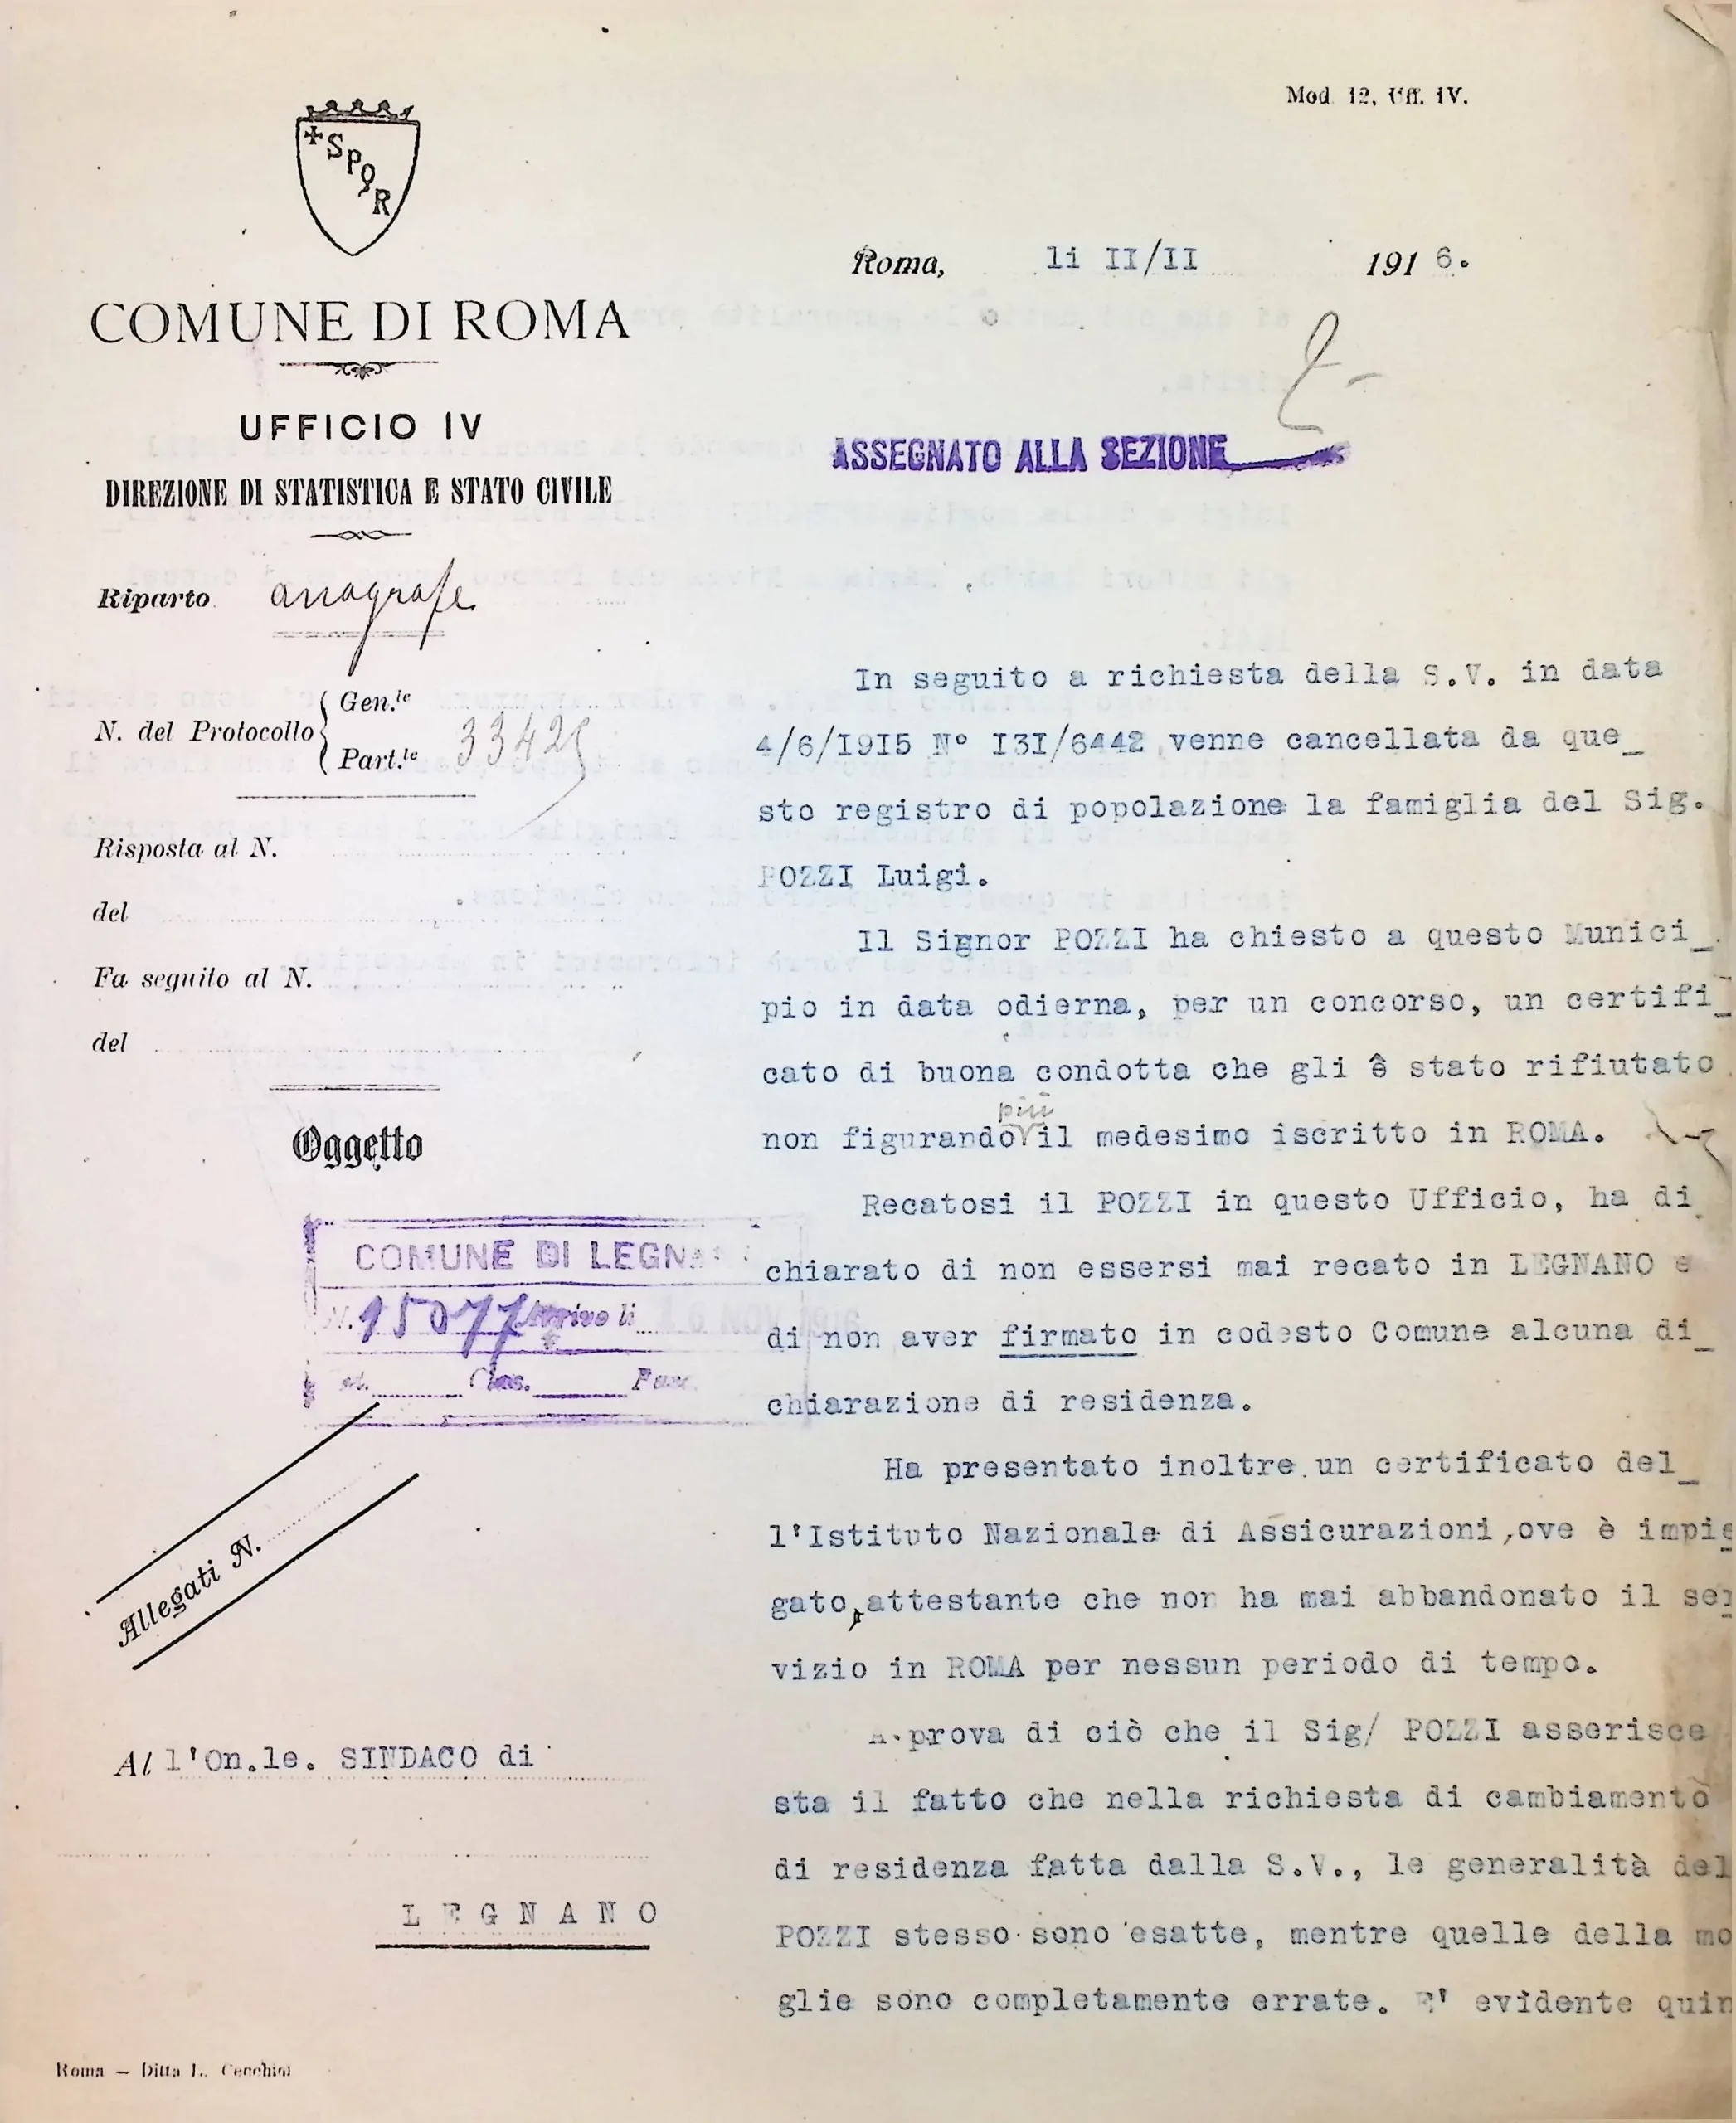 Mod. 12, Uff. IV.
SPQR
COMUNE DI ROMA
UFFICIO IV
DIREZIONE DI STATISTICA E STATO CIVILE
Riparto anagrafe
N. del Protocollo
Gen.le
Part.le 33425
Risposta al N.
del
Fa seguito al N.
del
Oggetto
COMUNE DI LEGNA
N. 15077 Arrivo li 16 NOV 1916
Clas.
Allegati N.
All'On.le. SINDACO di
LEGNANO
Roma — Ditta L. Cecchini
Roma, li II/II 1916.
ASSEGNATO ALLA SEZIONE
In seguito a richiesta della S.V. in data
4/6/I9I5 N° I3I/6442 venne cancellata da que_
sto registro di popolazione la famiglia del Sig.
POZZI Luigi.
Il Signor POZZI ha chiesto a questo Munici_
pio in data odierna, per un concorso, un certifi_
cato di buona condotta che gli ê stato rifiutato
più
non figurando il medesimo iscritto in ROMA.
Recatosi il POZZI in questo Ufficio, ha di_
chiarato di non essersi mai recato in LEGNANO e
di non aver firmato in codesto Comune alcuna di_
chiarazione di residenza.
Ha presentato inoltre un certificato del_
l'Istituto Nazionale di Assicurazioni, ove è impie
gato, attestante che non ha mai abbandonato il ser
vizio in ROMA per nessun periodo di tempo.
A prova di ciò che il Sig/ POZZI asserisce
sta il fatto che nella richiesta di cambiamento
di residenza fatta dalla S.V., le generalità del
POZZI stesso sono esatte, mentre quelle della mo
glie sono completamente errate. E' evidente quin